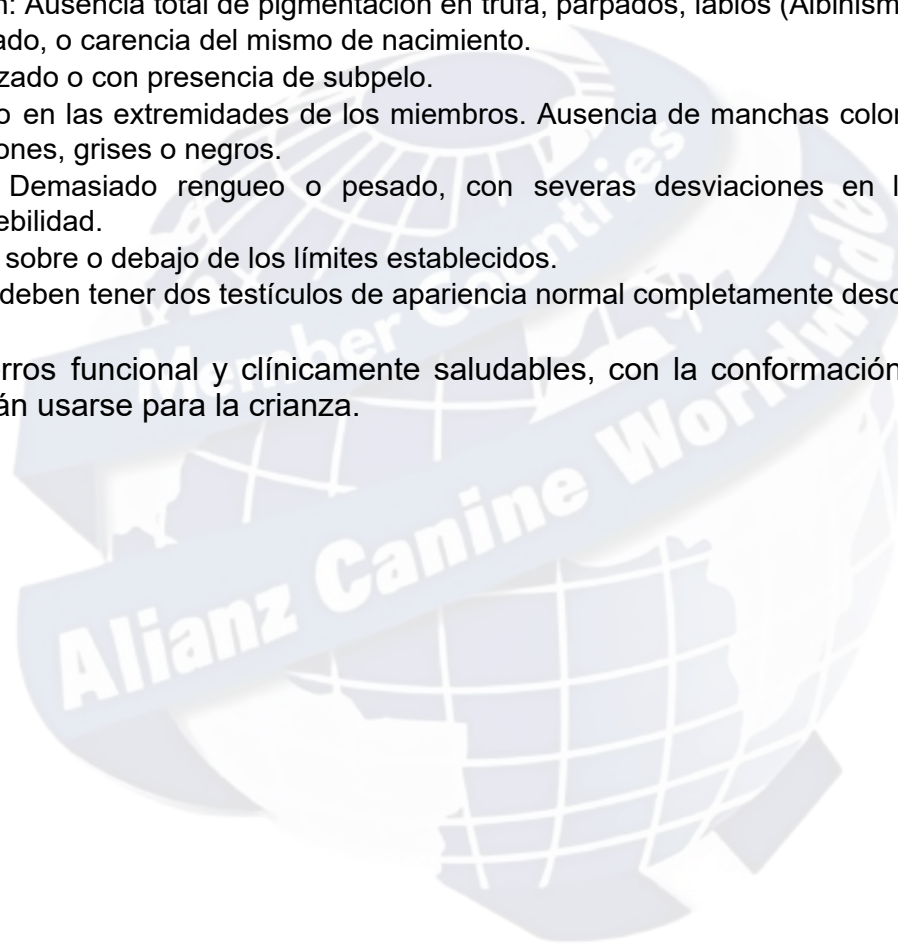 n: Ausencia total de pigmentación en trufa, párpados, labios (Albinism
ado, o carencia del mismo de nacimiento.
zado o con presencia de subpelo.
o en las extremidades de los miembros. Ausencia de manchas color
ones, grises o negros.
Demasiado rengueo o pesado, con severas desviaciones en l
ebilidad.
sobre o debajo de los límites establecidos.
deben tener dos testículos de apariencia normal completamente desc
rros funcional y clínicamente saludables, con la conformación
án usarse para la crianza.
Member Countries
Alianz Canine Worldwide